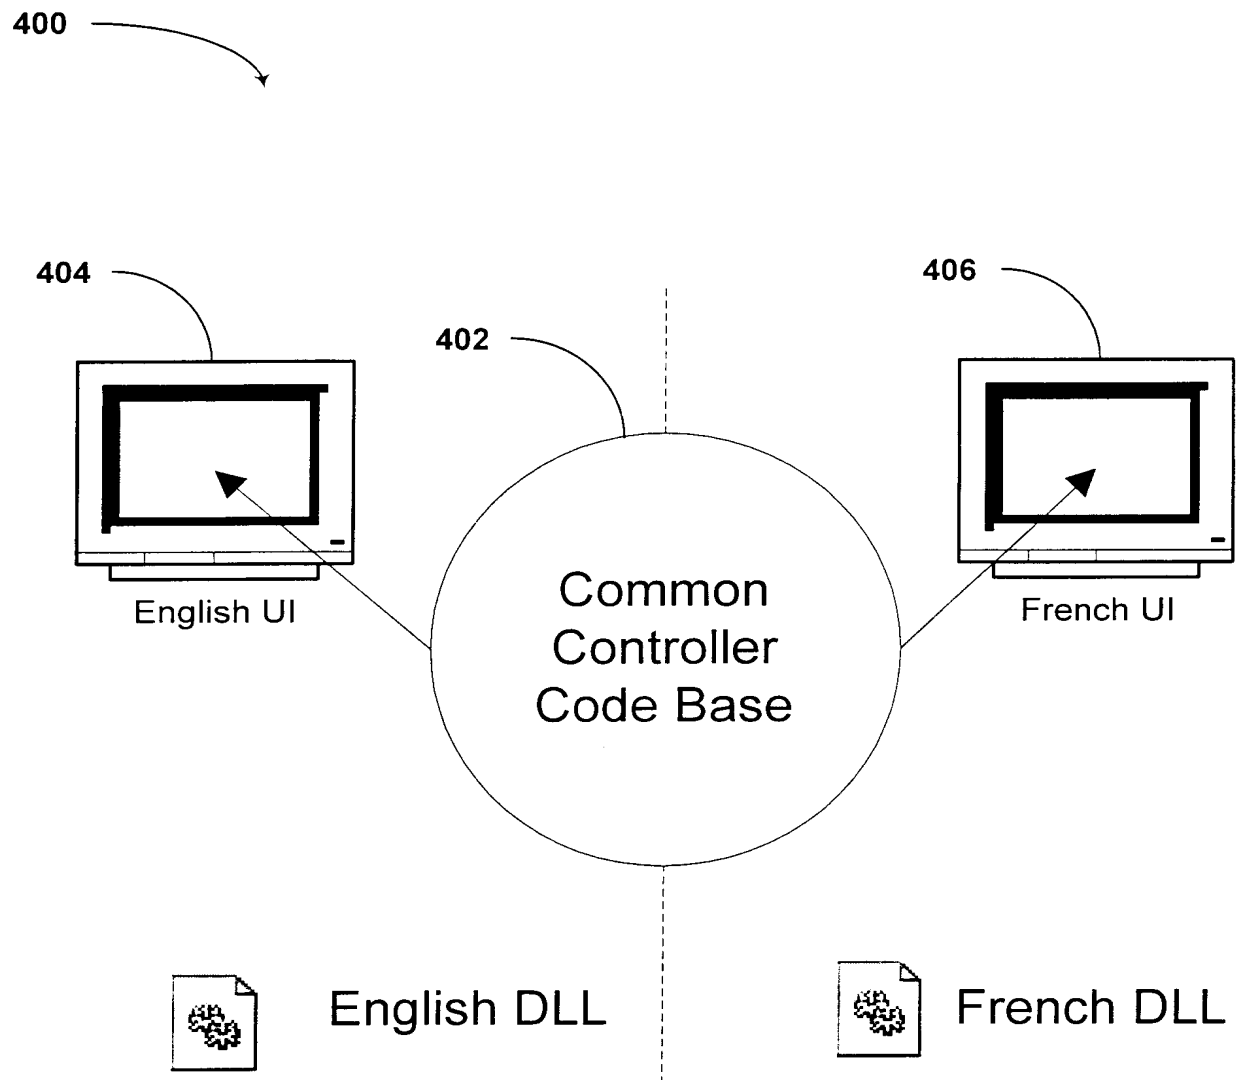 400
404
406
402
English UI
French UI
Common
Controller
Code Base
English DLL
French DLL